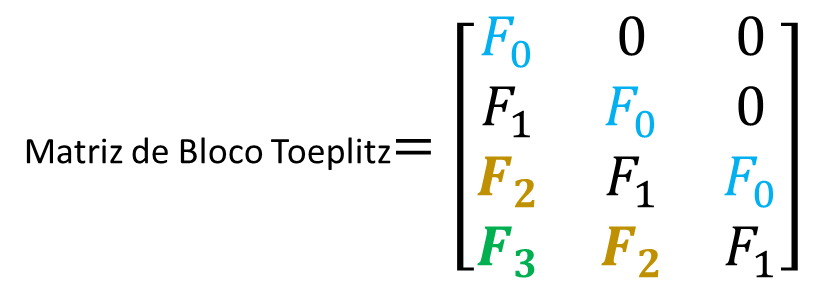 F₀ 0 0
F₁ F₀ 0
Matriz de Bloco Toeplitz=
F₂ F₁ F₀
F₃ F₂ F₁